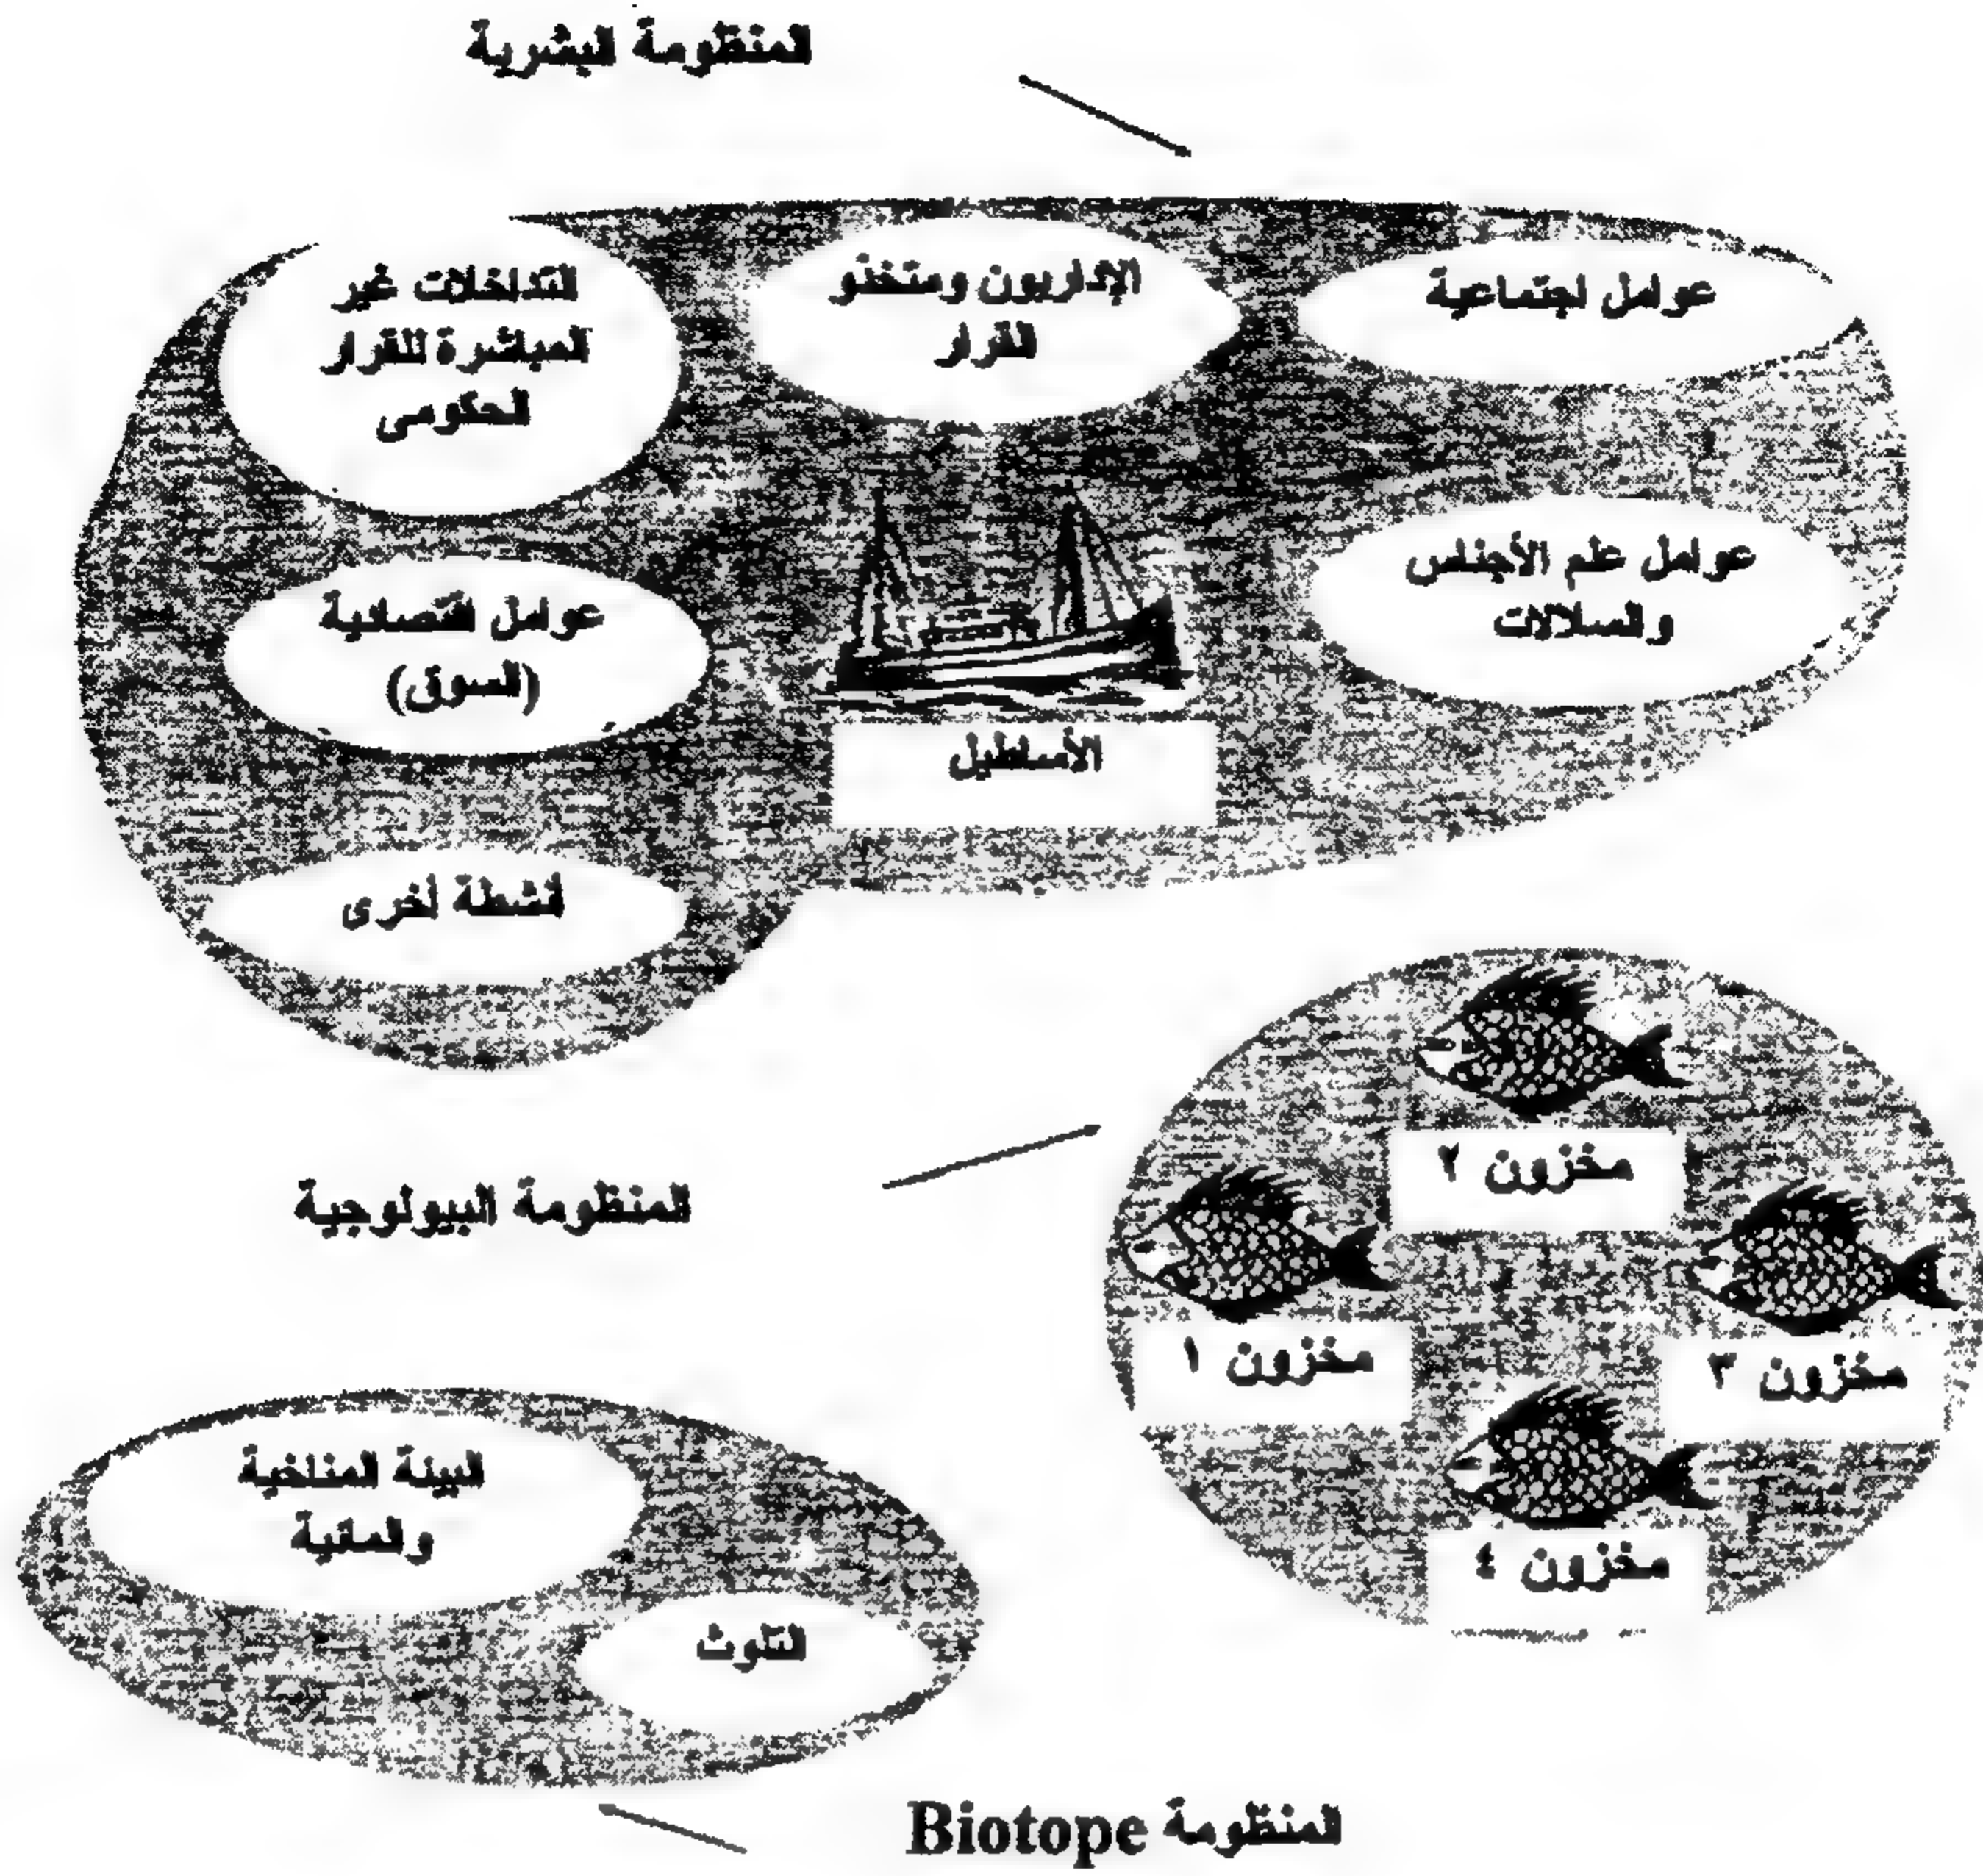 المنظومة البشرية
عوامل اجتماعية
الإداريون ومتخذو
القرار
التداخلات غير
المباشرة للقرار
الحكومى
عوامل علم الأجناس
والسلالات
عوامل اقتصادية
(السوق)
الأساطيل
أنشطة أخرى
المنظومة البيولوجية
مخزون ٢
مخزون ١
مخزون ٣
مخزون ٤
البيئة المناخية
والمائية
التلوث
المنظومة Biotope